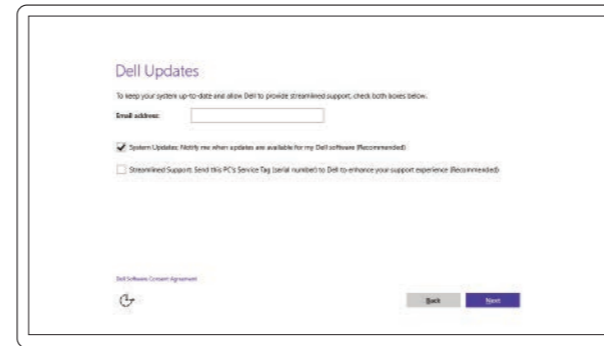 Dell Updates
To keep your system up-to-date and allow Dell to provide streamlined support, check both boxes below.
Email address:
System Updates: Notify me when updates are available for my Dell software (Recommended)
Streamlined Support: Send this PC's Service Tag (serial number) to Dell to enhance your support experience (Recommended)
Dell Software Consent Agreement
Back Next